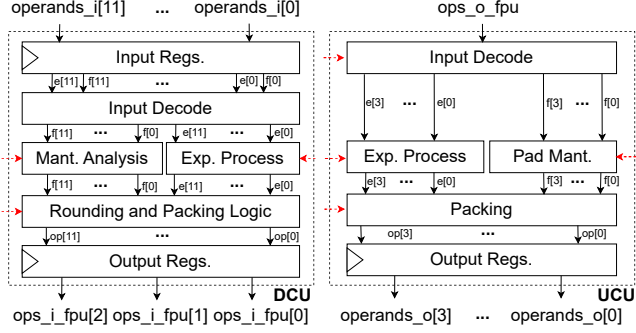 operands_i[11] ... operands_i[0]
Input Regs.
e[11] f[11] ... e[0] f[0]
Input Decode
f[11] ... f[0] e[11] ... e[0]
Mant. Analysis Exp. Process
f[11] ... f[0] e[11] ... e[0]
Rounding and Packing Logic
op[11] ... op[0]
Output Regs.
DCU
ops_i_fpu[2] ops_i_fpu[1] ops_i_fpu[0]
ops_o_fpu
Input Decode
e[3] ... e[0] f[3] ... f[0]
Exp. Process Pad Mant.
e[3] ... e[0] f[3] ... f[0]
Packing
op[3] ... op[0]
Output Regs.
UCU
operands_o[3] ... operands_o[0]